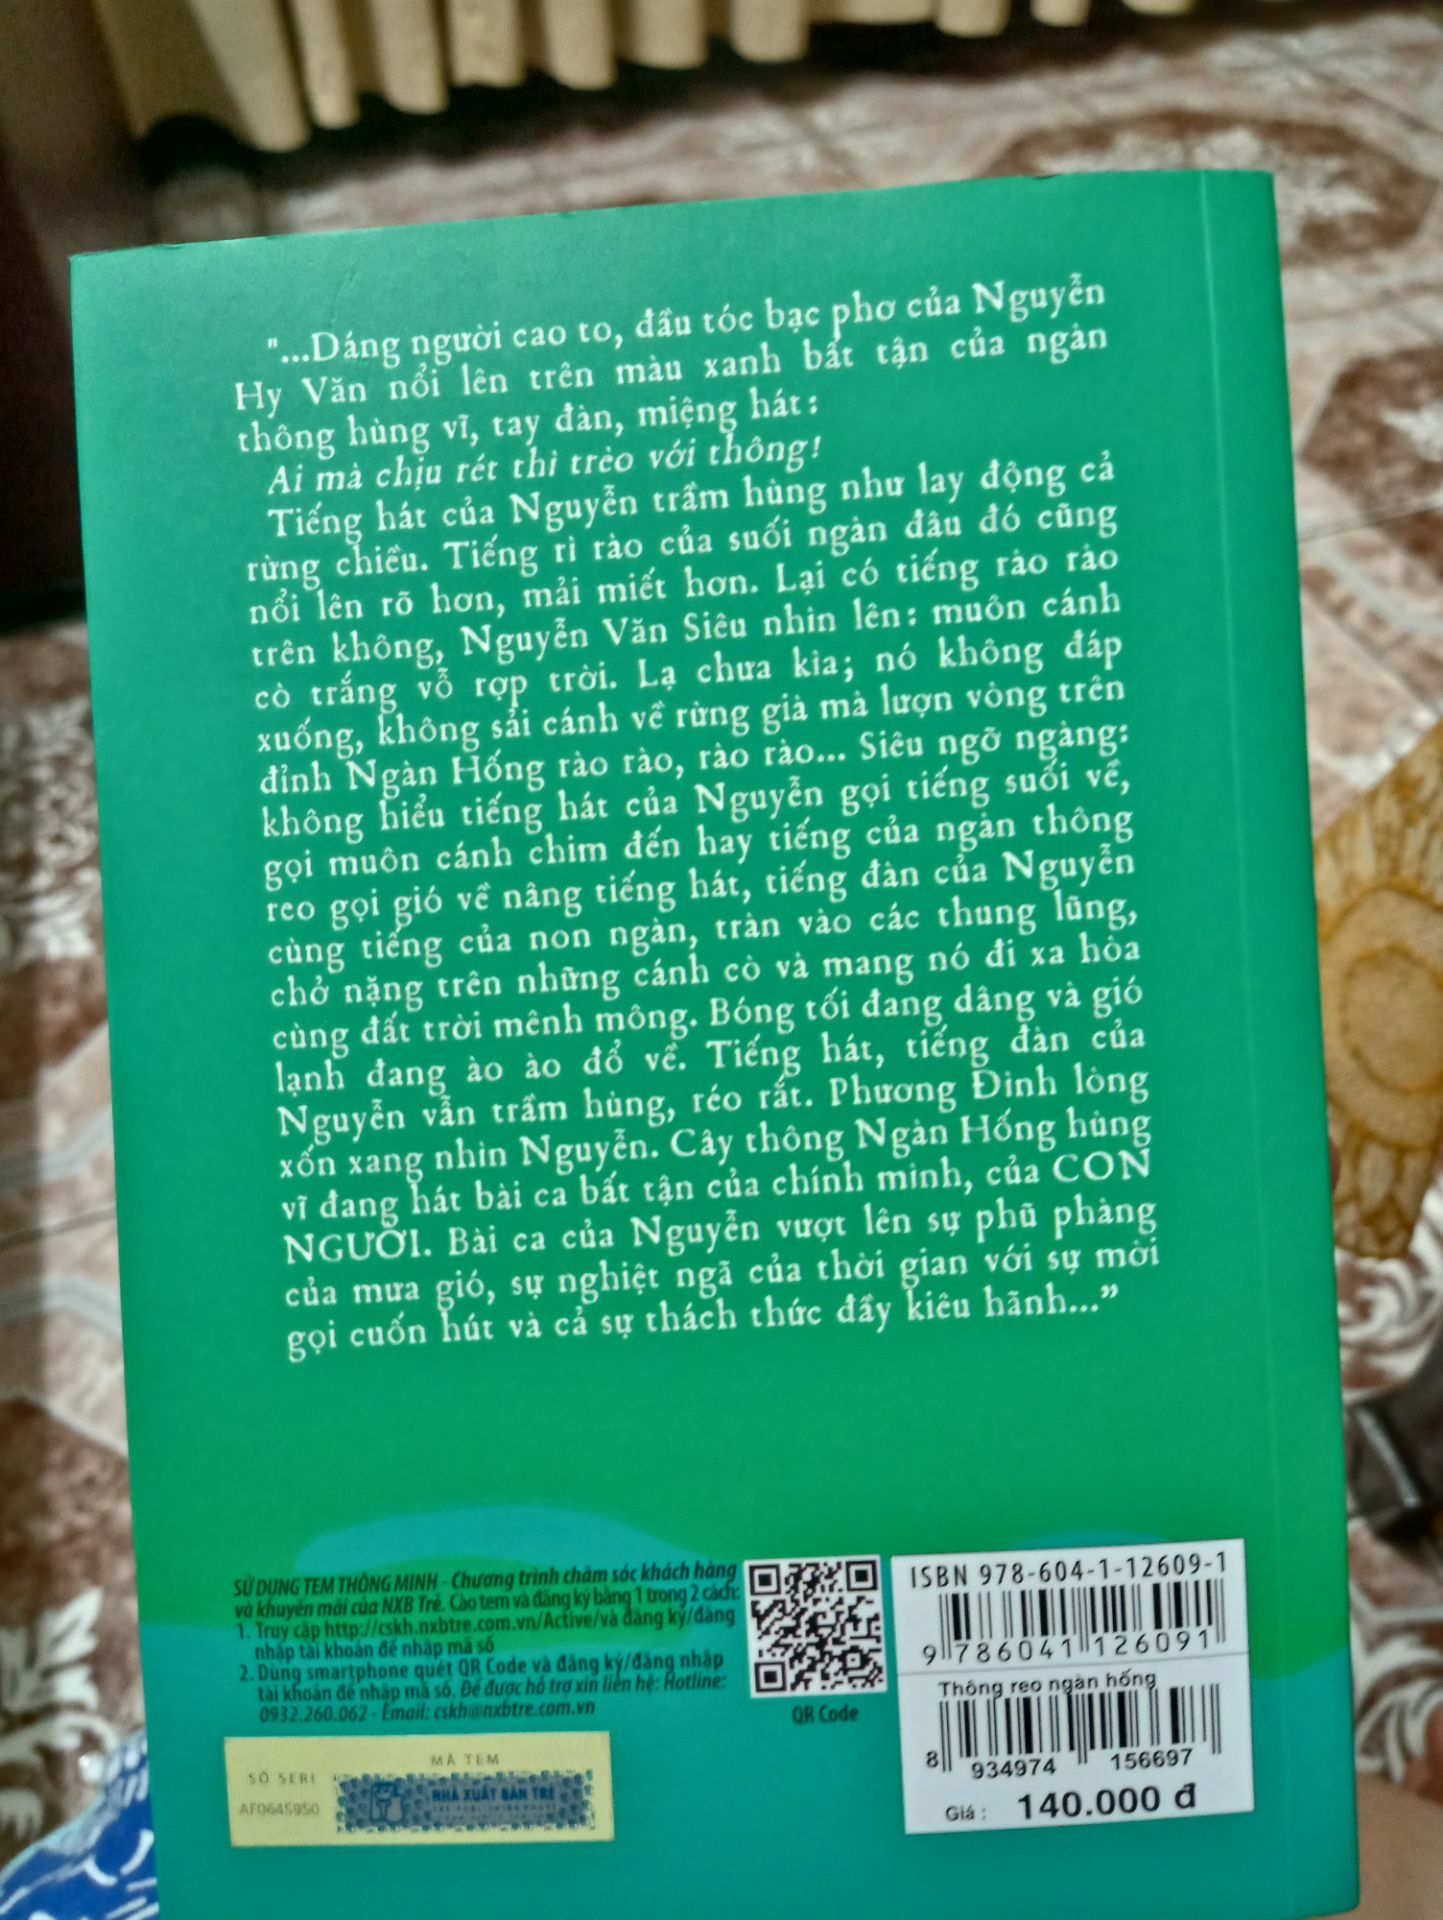 "...Dáng người cao to, đầu tóc bạc phơ của Nguyễn
Hy Văn nổi lên trên màu xanh bất tận của ngàn
thông hùng vĩ, tay đàn, miệng hát:
Ai mà chịu rét thì trèo với thông!
Tiếng hát của Nguyễn trầm hùng như lay động cả
rừng chiều. Tiếng rì rào của suối ngàn đâu đó cũng
nổi lên rõ hơn, mải miết hơn. Lại có tiếng rào rào
trên không, Nguyễn Văn Siêu nhìn lên: muôn cánh
cò trắng vỗ rợp trời. Lạ chưa kìa; nó không đáp
xuống, không sải cánh về rừng già mà lượn vòng trên
đỉnh Ngàn Hống rào rào, rào rào... Siêu ngỡ ngàng:
không hiểu tiếng hát của Nguyễn gọi tiếng suối về,
gọi muôn cánh chim đến hay tiếng của ngàn thông
reo gọi gió về nâng tiếng hát, tiếng đàn của Nguyễn
cùng tiếng của non ngàn, tràn vào các thung lũng,
chở nặng trên những cánh cò và mang nó đi xa hòa
cùng đất trời mênh mông. Bóng tối đang dâng và gió
lạnh đang ào ào đổ về. Tiếng hát, tiếng đàn của
Nguyễn vẫn trầm hùng, réo rắt. Phương Đình lòng
xốn xang nhìn Nguyễn. Cây thông Ngàn Hống hùng
vĩ đang hát bài ca bất tận của chính mình, của CON
NGƯỜI. Bài ca của Nguyễn vượt lên sự phũ phàng
của mưa gió, sự nghiệt ngã của thời gian với sự mời
gọi cuốn hút và cả sự thách thức đầy kiêu hãnh..."
SỬ DỤNG TEM THÔNG MINH - Chương trình chăm sóc khách hàng
và khuyến mãi của NXB Trẻ. Cào tem và đăng ký bằng 1 trong 2 cách:
1. Truy cập http://cskh.nxbtre.com.vn/Active/và đăng ký/đăng
nhập tài khoản để nhập mã số
2. Dùng smartphone quét QR Code và đăng ký/đăng nhập
tài khoản để nhập mã số. Để được hỗ trợ xin liên hệ: Hotline:
0932.260.062 - Email: cskh@nxbtre.com.vn
QR Code
ISBN 978-604-1-12609-1
9 786041 126091
Thông reo ngàn hống
8 934974 156697
Giá : 140.000 đ
MÃ TEM
SỐ SERI
AF0645950
NHÀ XUẤT BẢN TRẺ